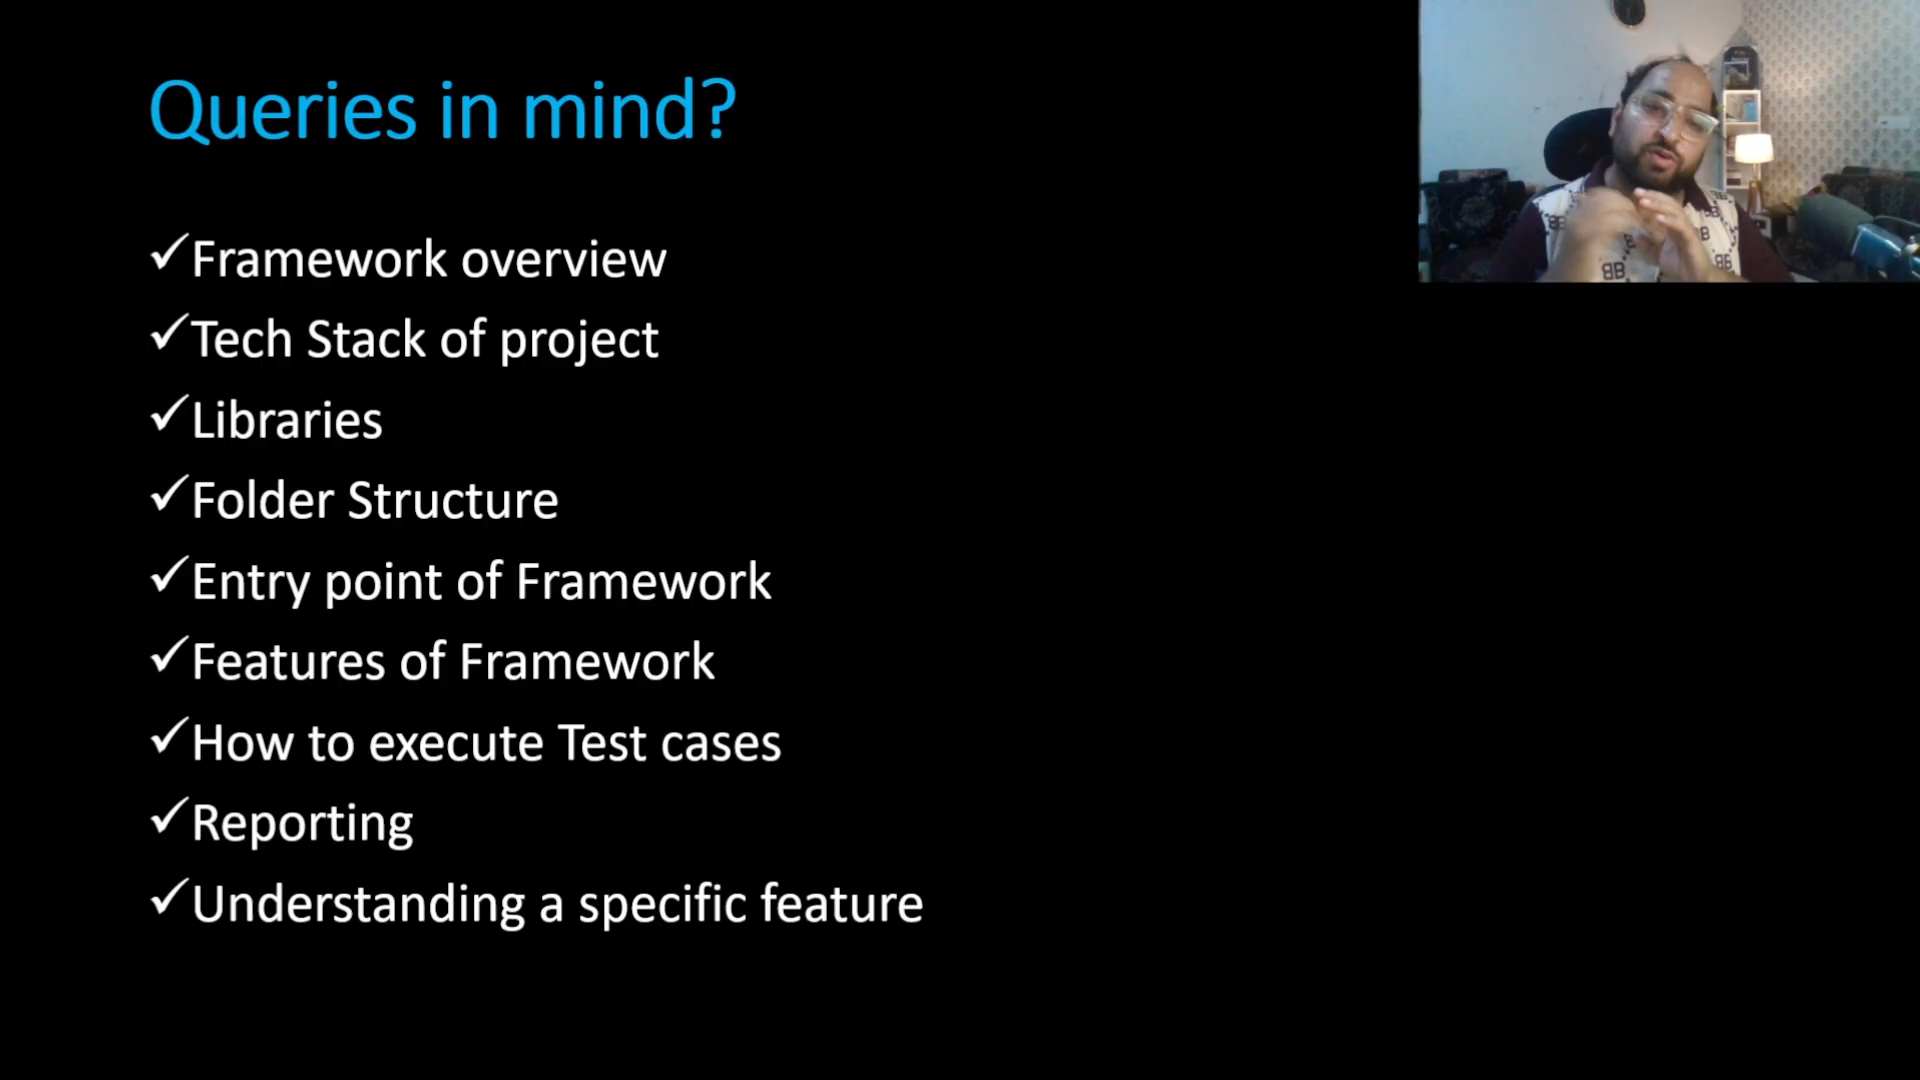 Queries in mind?
✓Framework overview
✓Tech Stack of project
✓Libraries
✓Folder Structure
✓Entry point of Framework
✓Features of Framework
✓How to execute Test cases
✓Reporting
✓Understanding a specific feature